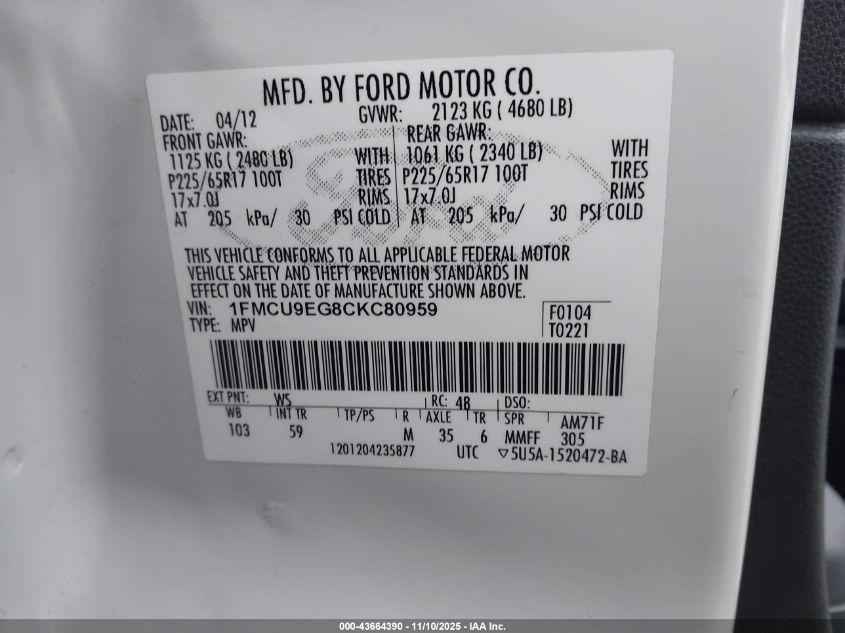 MFD. BY FORD MOTOR CO.
DATE: 04/12 GVWR: 2123 KG ( 4680 LB)
FRONT GAWR: REAR GAWR:
1125 KG ( 2480 LB) WITH 1061 KG ( 2340 LB) WITH
P225/65R17 100T TIRES P225/65R17 100T TIRES
17x7.0J RIMS 17x7.0J RIMS
AT 205 kPa/ 30 PSI COLD AT 205 kPa/ 30 PSI COLD
Ford
THIS VEHICLE CONFORMS TO ALL APPLICABLE FEDERAL MOTOR
VEHICLE SAFETY AND THEFT PREVENTION STANDARDS IN
EFFECT ON THE DATE OF MANUFACTURE SHOWN ABOVE.
VIN: 1FMCU9EG8CKC80959 F0104
TYPE: MPV T0221
EXT PNT: WS RC: 48 DSO:
WB INT TR TP/PS R AXLE TR SPR AM71F
103 59 M 35 6 MMFF 305
1201204235877 UTC ▽5U5A-1520472-BA
000-43664390 - 11/10/2025 - IAA Inc.